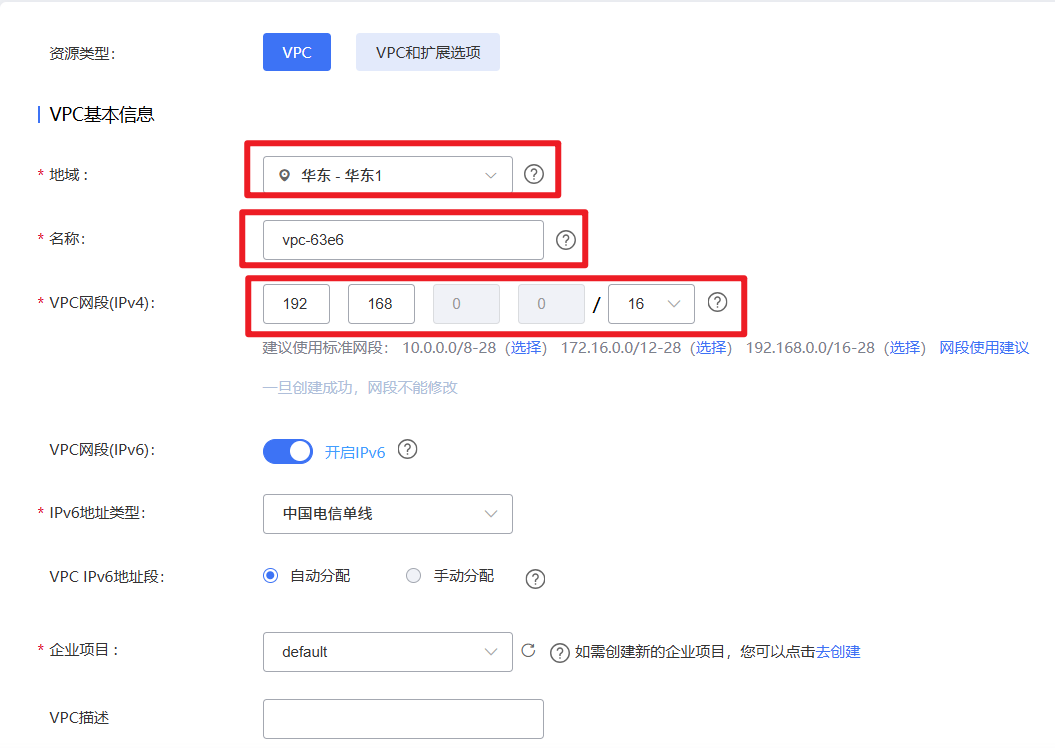 资源类型: VPC VPC和扩展选项
VPC基本信息
* 地域 : 华东 - 华东1 ?
* 名称: vpc-63e6 ?
* VPC网段(IPv4): 192 168 0 0 / 16 ?
建议使用标准网段: 10.0.0.0/8-28（选择） 172.16.0.0/12-28（选择） 192.168.0.0/16-28（选择） 网段使用建议
一旦创建成功，网段不能修改
VPC网段(IPv6): 开启IPv6 ?
* IPv6地址类型: 中国电信单线
VPC IPv6地址段: 自动分配 手动分配 ?
* 企业项目 : default ? 如需创建新的企业项目，您可以点击去创建
VPC描述